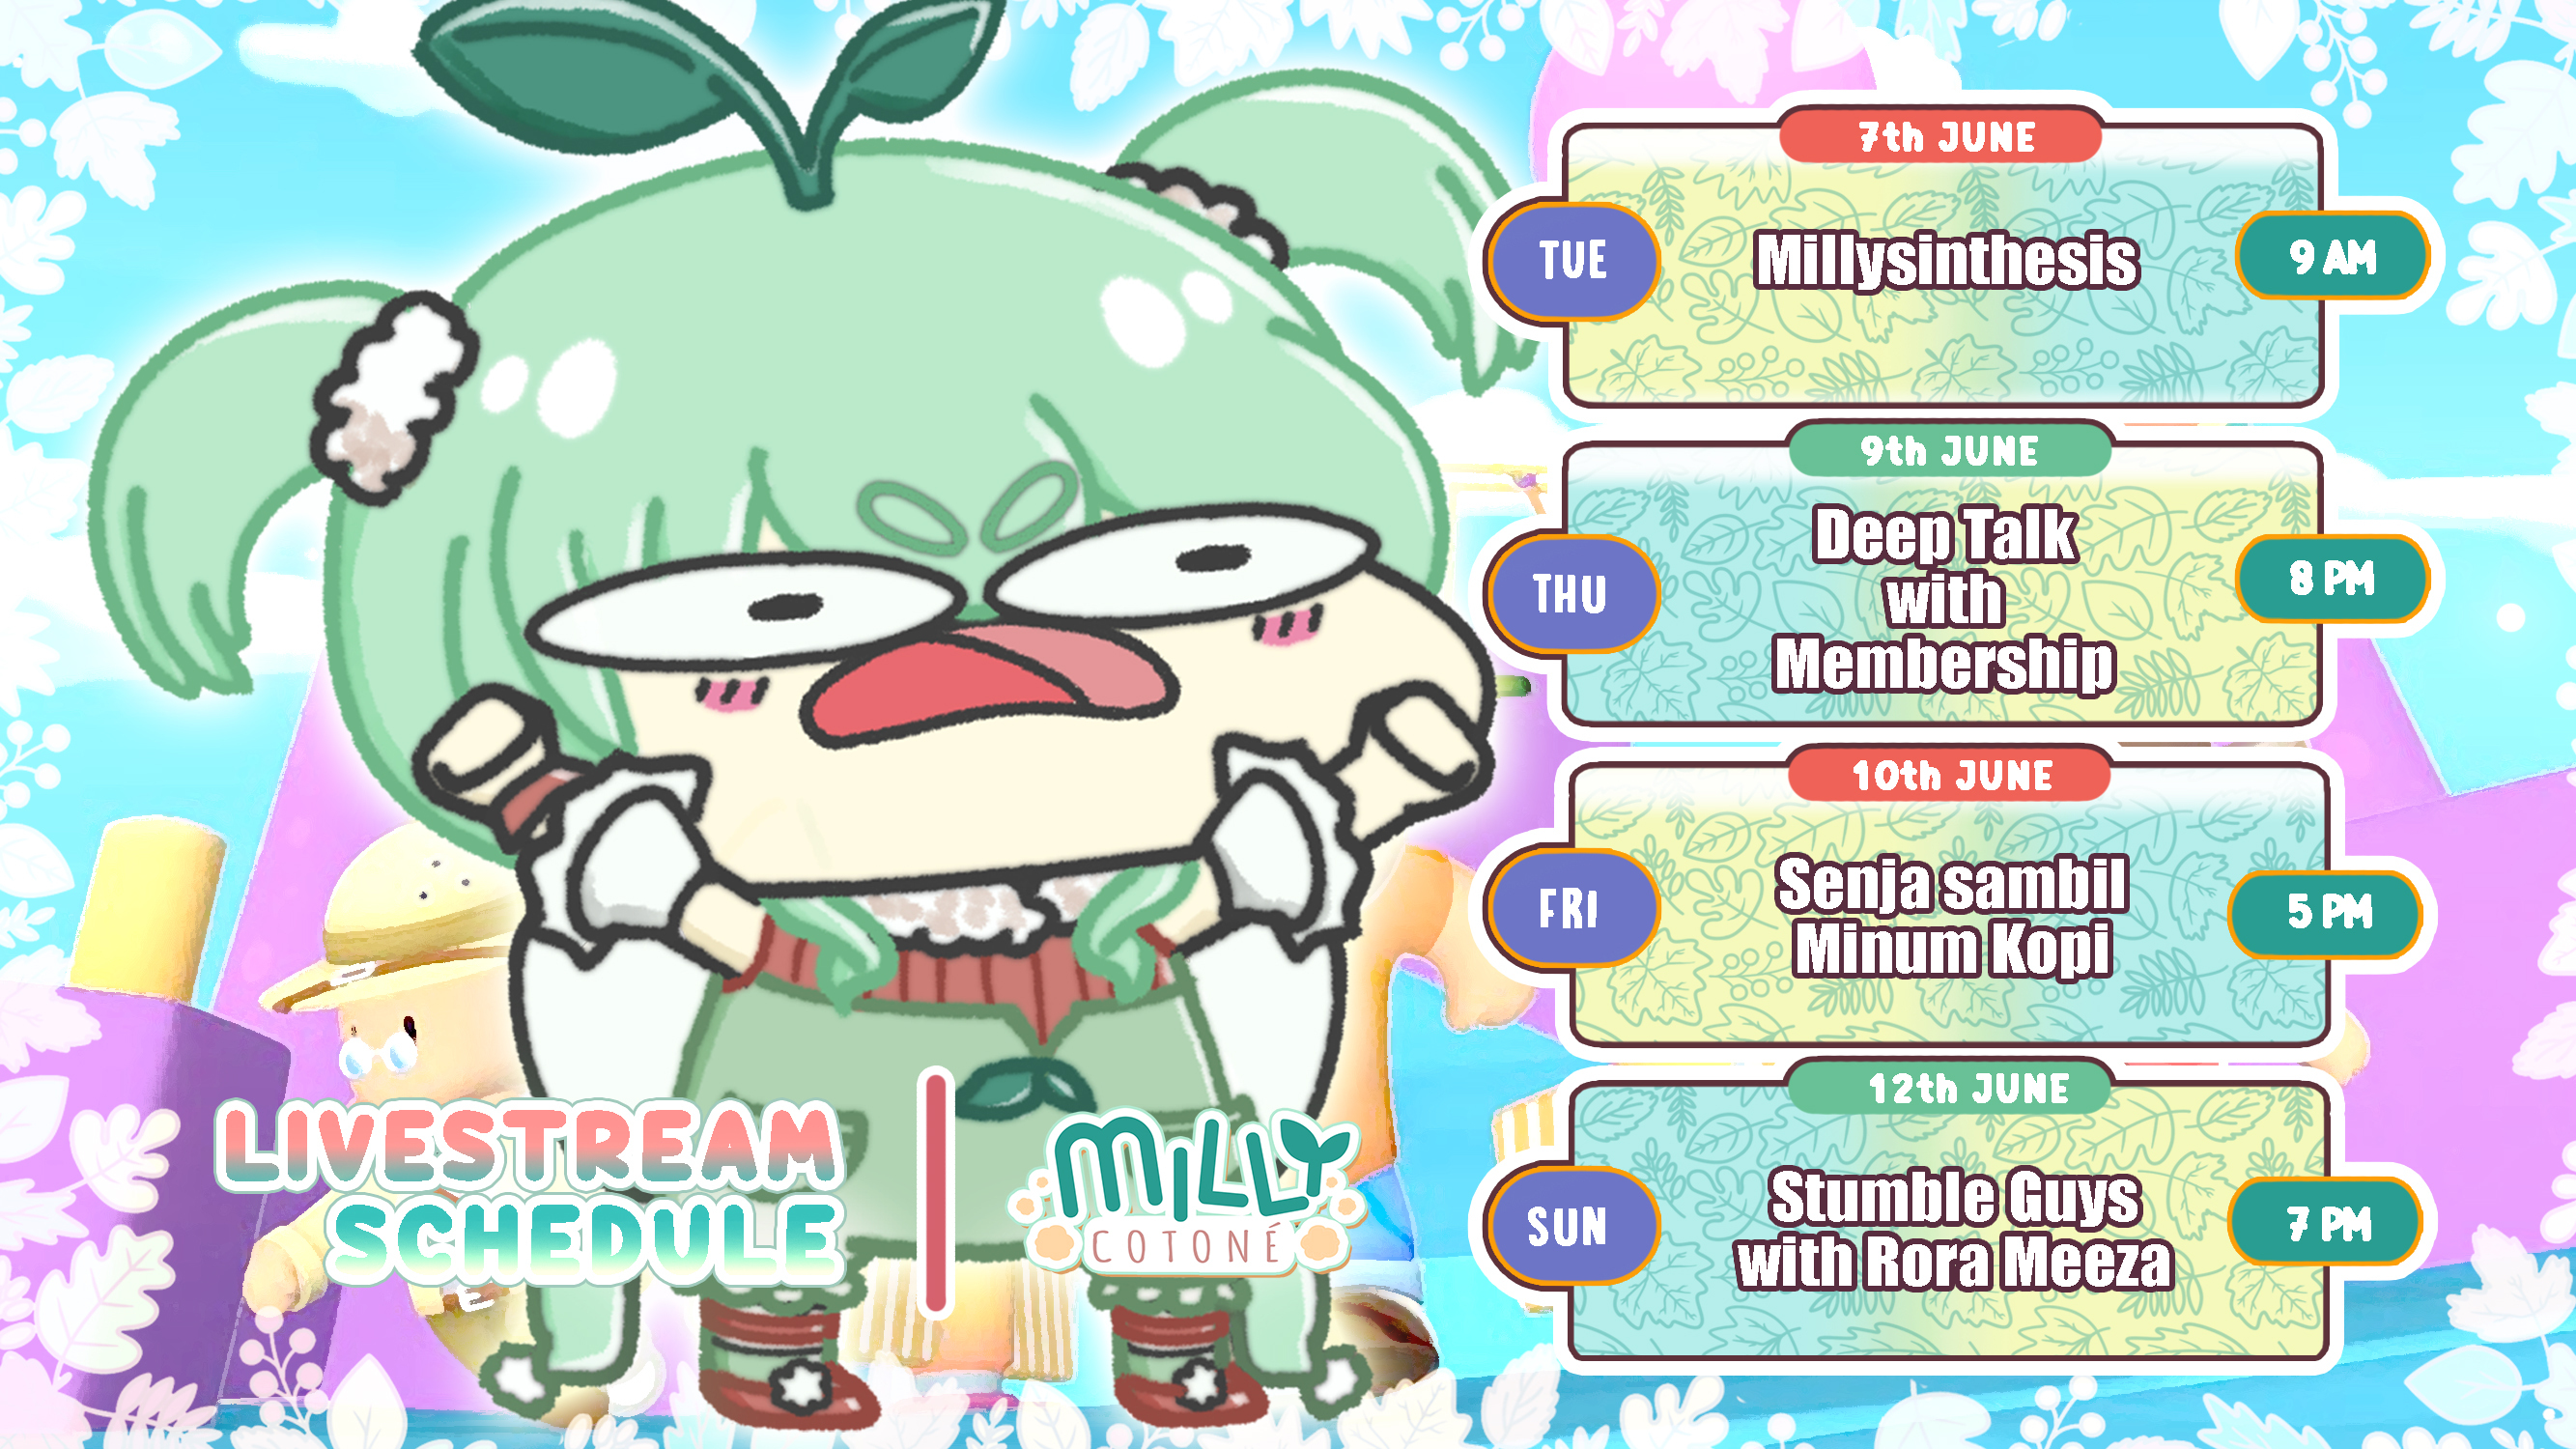 7th JUNE
TUE
Millysinthesis
9 AM
9th JUNE
THU
Deep Talk
with
Membership
8 PM
10th JUNE
FRI
Senja sambil
Minum Kopi
5 PM
12th JUNE
SUN
Stumble Guys
with Rora Meeza
7 PM
LIVESTREAM
SCHEDULE
MILLY
COTONÉ